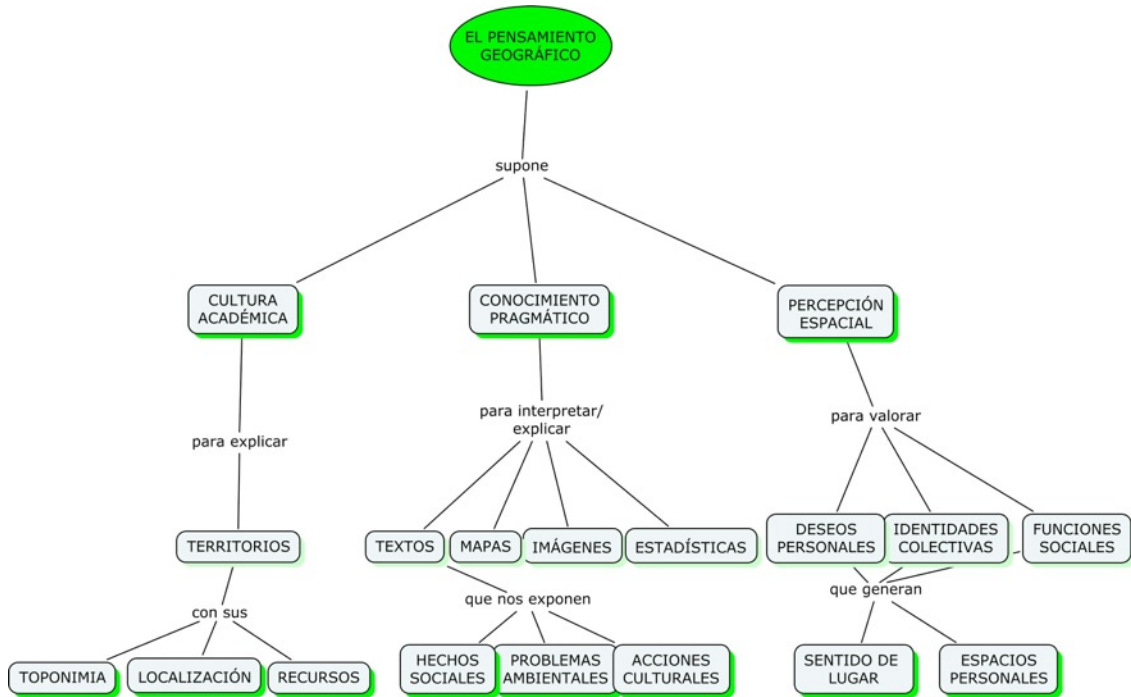 EL PENSAMIENTO
GEOGRÁFICO
supone
CULTURA
ACADÉMICA
CONOCIMIENTO
PRAGMÁTICO
PERCEPCIÓN
ESPACIAL
para explicar
para interpretar/
explicar
para valorar
TERRITORIOS
TEXTOS
MAPAS
IMÁGENES
ESTADÍSTICAS
DESEOS
PERSONALES
IDENTIDADES
COLECTIVAS
FUNCIONES
SOCIALES
con sus
que nos exponen
que generan
TOPONIMIA
LOCALIZACIÓN
RECURSOS
HECHOS
SOCIALES
PROBLEMAS
AMBIENTALES
ACCIONES
CULTURALES
SENTIDO DE
LUGAR
ESPACIOS
PERSONALES